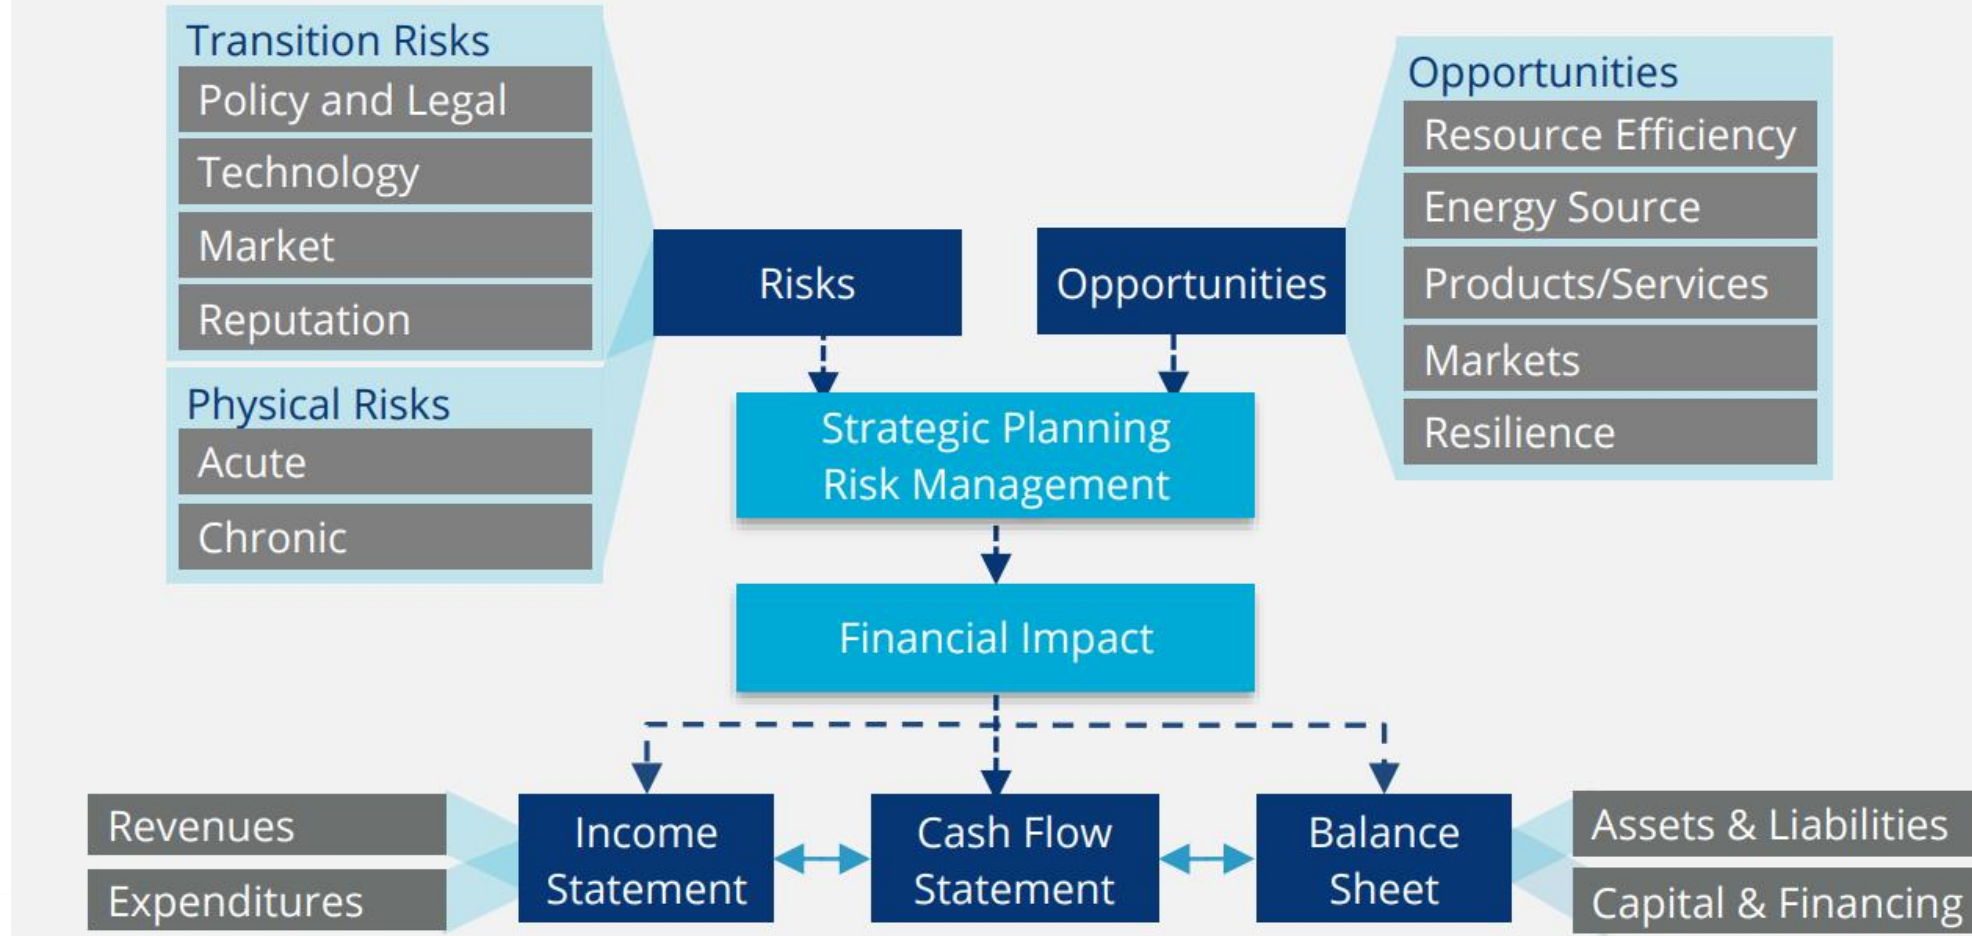 Transition Risks
Policy and Legal
Technology
Market
Reputation
Physical Risks
Acute
Chronic
Risks
Opportunities
Opportunities
Resource Efficiency
Energy Source
Products/Services
Markets
Resilience
Strategic Planning
Risk Management
Financial Impact
Revenues
Expenditures
Income
Statement
Cash Flow
Statement
Balance
Sheet
Assets & Liabilities
Capital & Financing